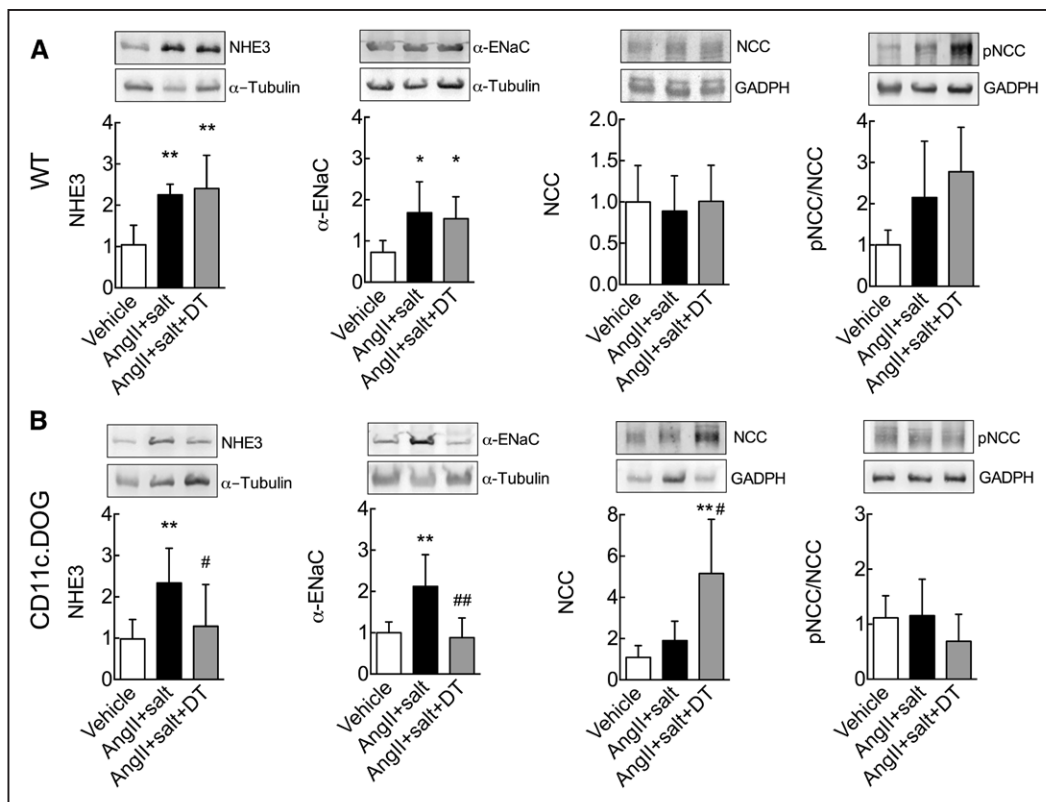 A
NHE3
α–Tubulin
WT
NHE3
4
3
2
1
0
**
**
Vehicle
AngII+salt
AngII+salt+DT
α-ENaC
α-Tubulin
α-ENaC
4
3
2
1
0
*
*
Vehicle
AngII+salt
AngII+salt+DT
NCC
GADPH
NCC
2.0
1.5
1.0
0.5
0.0
Vehicle
AngII+salt
AngII+salt+DT
pNCC
GADPH
pNCC/NCC
4
3
2
1
0
Vehicle
AngII+salt
AngII+salt+DT
B
NHE3
α-Tubulin
CD11c.DOG
NHE3
4
3
2
1
0
**
#
Vehicle
AngII+salt
AngII+salt+DT
α-ENaC
α-Tubulin
α-ENaC
4
3
2
1
0
**
##
Vehicle
AngII+salt
AngII+salt+DT
NCC
GADPH
NCC
8
6
4
2
0
**#
Vehicle
AngII+salt
AngII+salt+DT
pNCC
GADPH
pNCC/NCC
3
2
1
0
Vehicle
AngII+salt
AngII+salt+DT